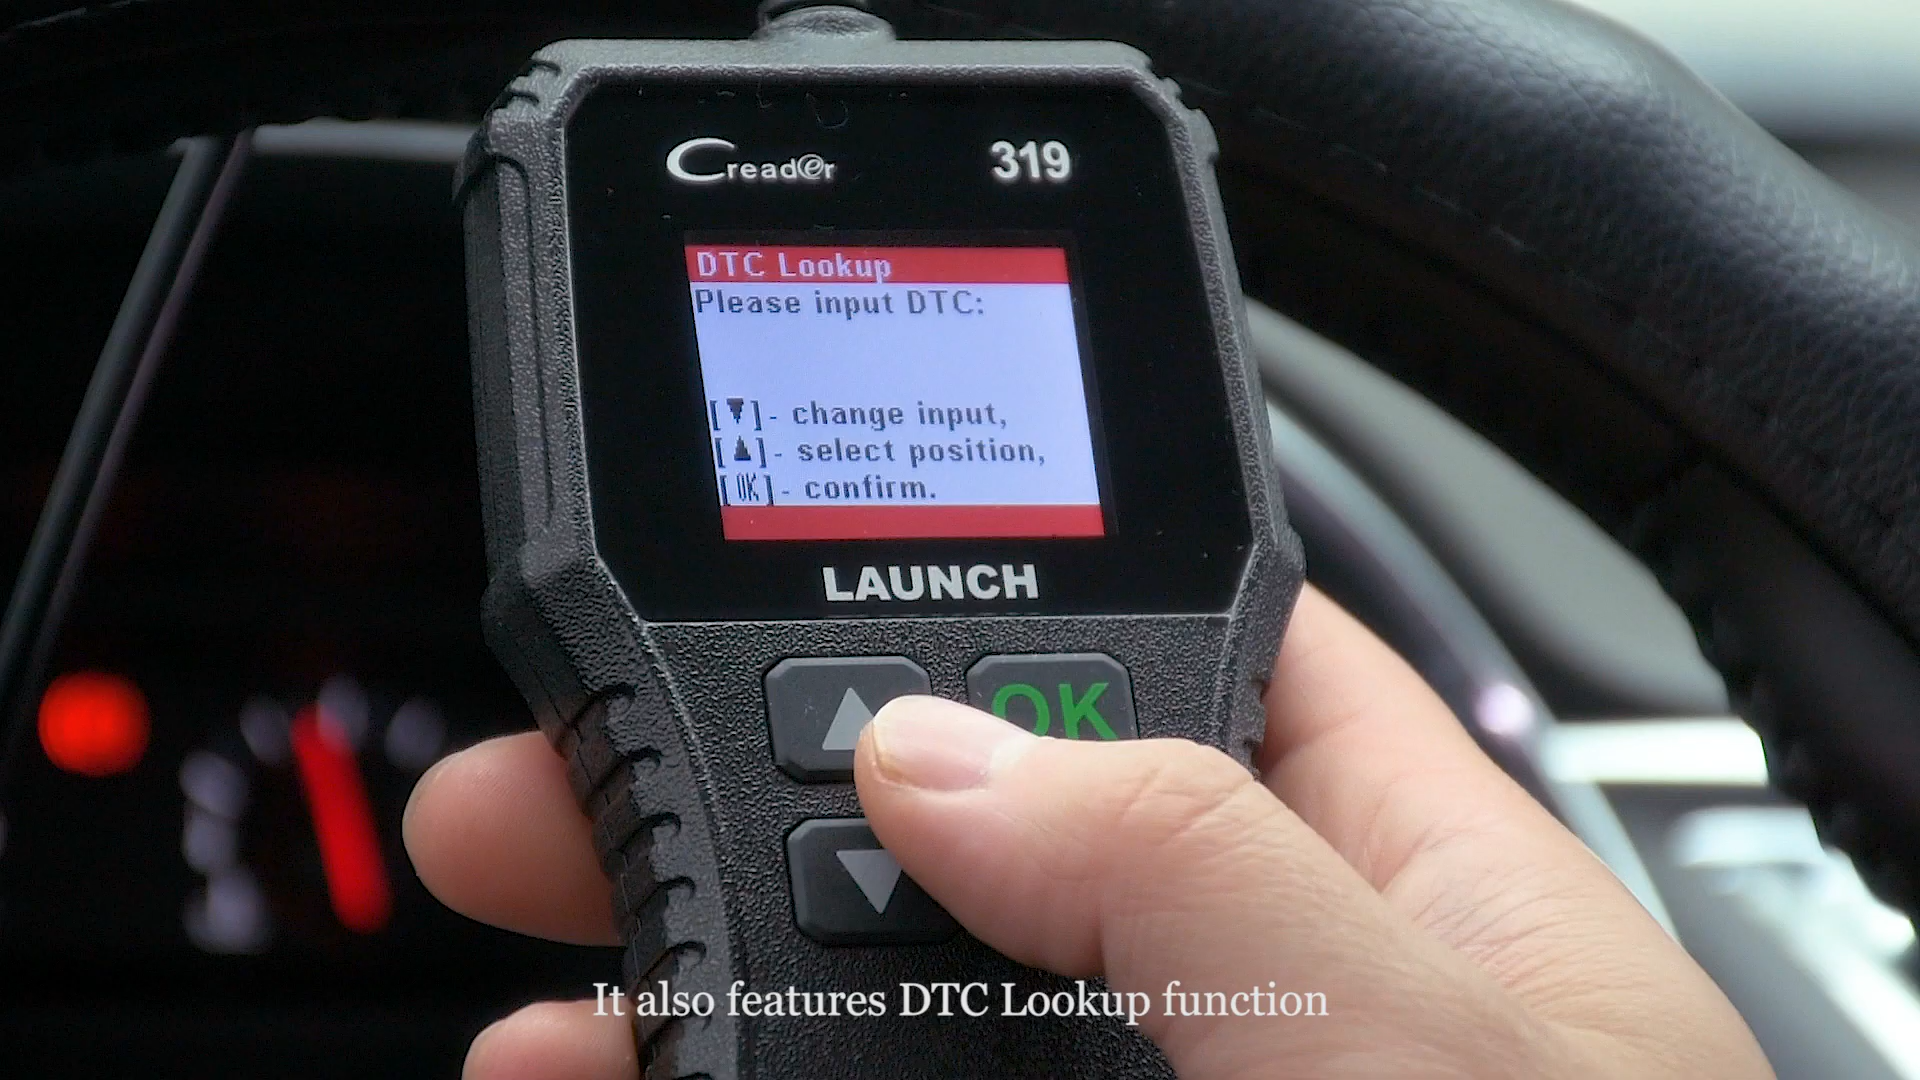 Creader 319
DTC Lookup
Please input DTC:
[▼]- change input,
[▲]- select position,
[OK]- confirm.
LAUNCH
OK
It also features DTC Lookup function